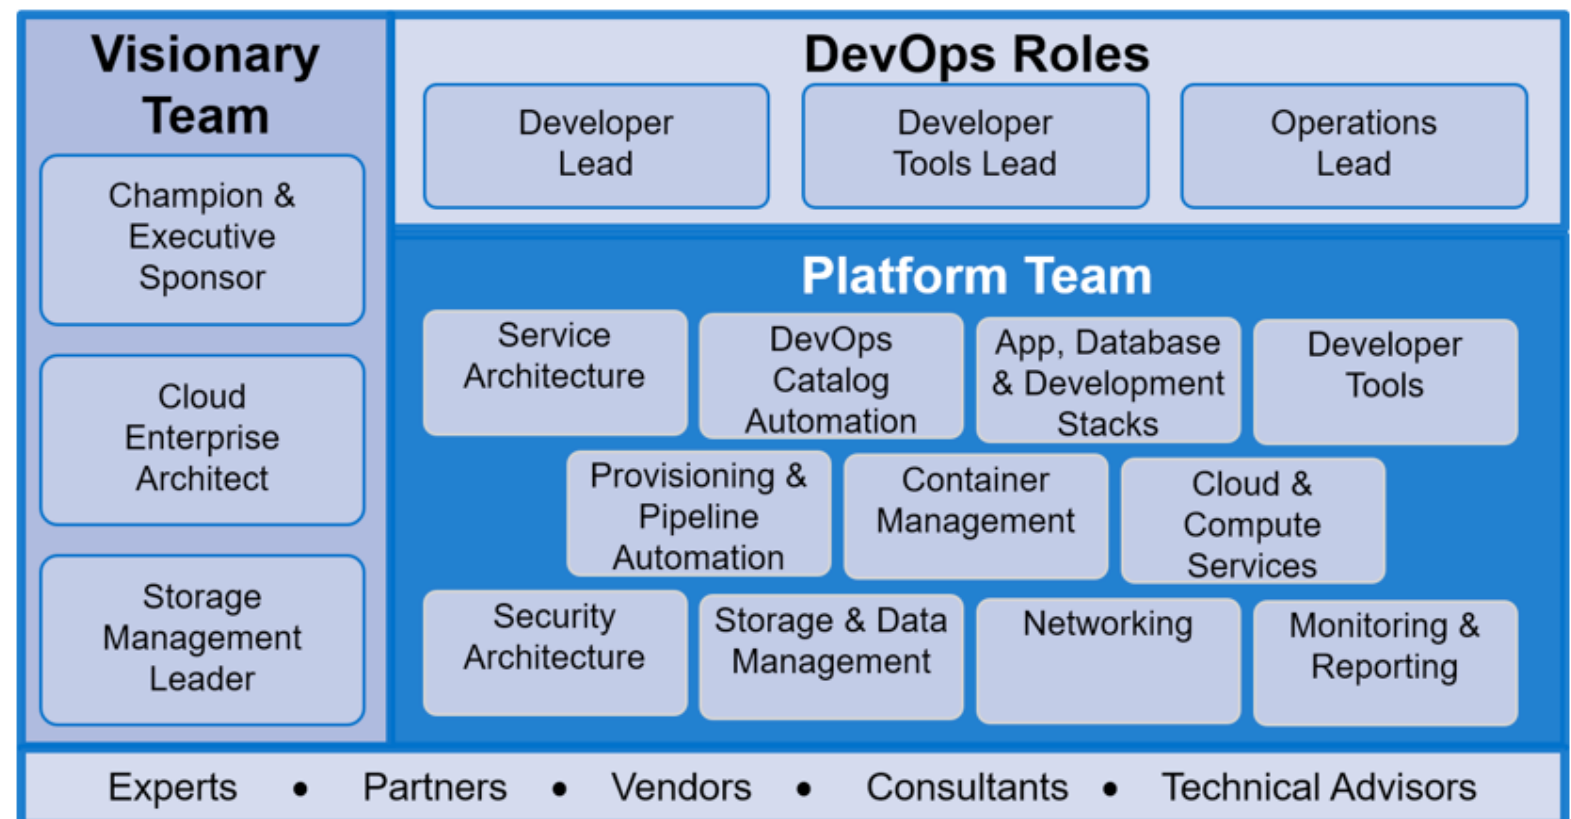 Visionary
Team
Champion &
Executive
Sponsor
Cloud
Enterprise
Architect
Storage
Management
Leader
DevOps Roles
Developer
Lead
Developer
Tools Lead
Operations
Lead
Platform Team
Service
Architecture
DevOps
Catalog
Automation
App, Database
& Development
Stacks
Developer
Tools
Provisioning &
Pipeline
Automation
Container
Management
Cloud &
Compute
Services
Security
Architecture
Storage & Data
Management
Networking
Monitoring &
Reporting
Experts • Partners • Vendors • Consultants • Technical Advisors